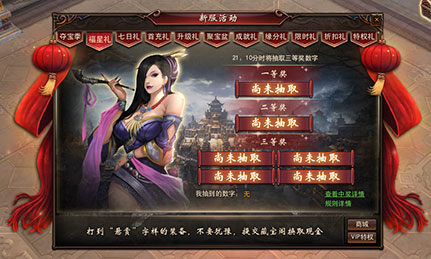 新服活动
夺宝季 福星礼 七日礼 首充礼 升级礼 聚宝盆 成就礼 缘分礼 限时礼 折扣礼 特权礼
21:10分时将抽取三等奖数字
一等奖
尚未抽取
二等奖
尚未抽取
三等奖
尚未抽取 尚未抽取
尚未抽取 尚未抽取
我抽到的数字: 无
查看中奖详情
规则详情
打到“悬赏”字样的装备,不要犹豫,提交藏宝阁换取现金
商城
VIP特权